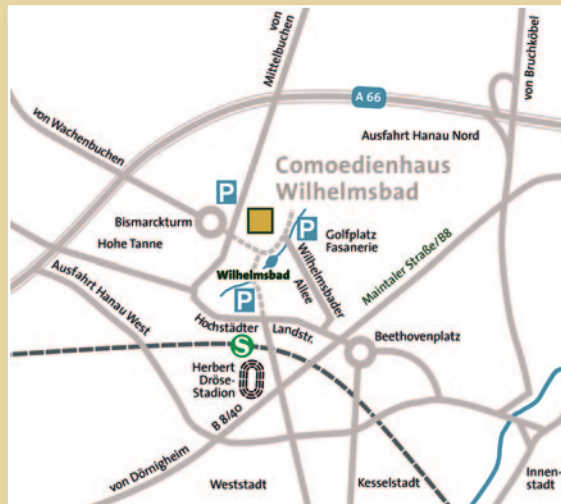 von
Mittelbuchen
von Bruchköbel
A 66
von Wachenbuchen
Ausfahrt Hanau Nord
Comoedienhaus
Wilhelmsbad
P
Bismarckturm
P
Golfplatz
Fasanerie
Hohe Tanne
Maintaler Straße/B8
Wilhelmsbad
Wilhelmsbader
Allee
Ausfahrt Hanau West
P
Hochstädter
Landstr.
Beethovenplatz
S
Herbert
Dröse-
Stadion
B 8/40
von Dörnigheim
Weststadt
Kesselstadt
Innen-
stadt